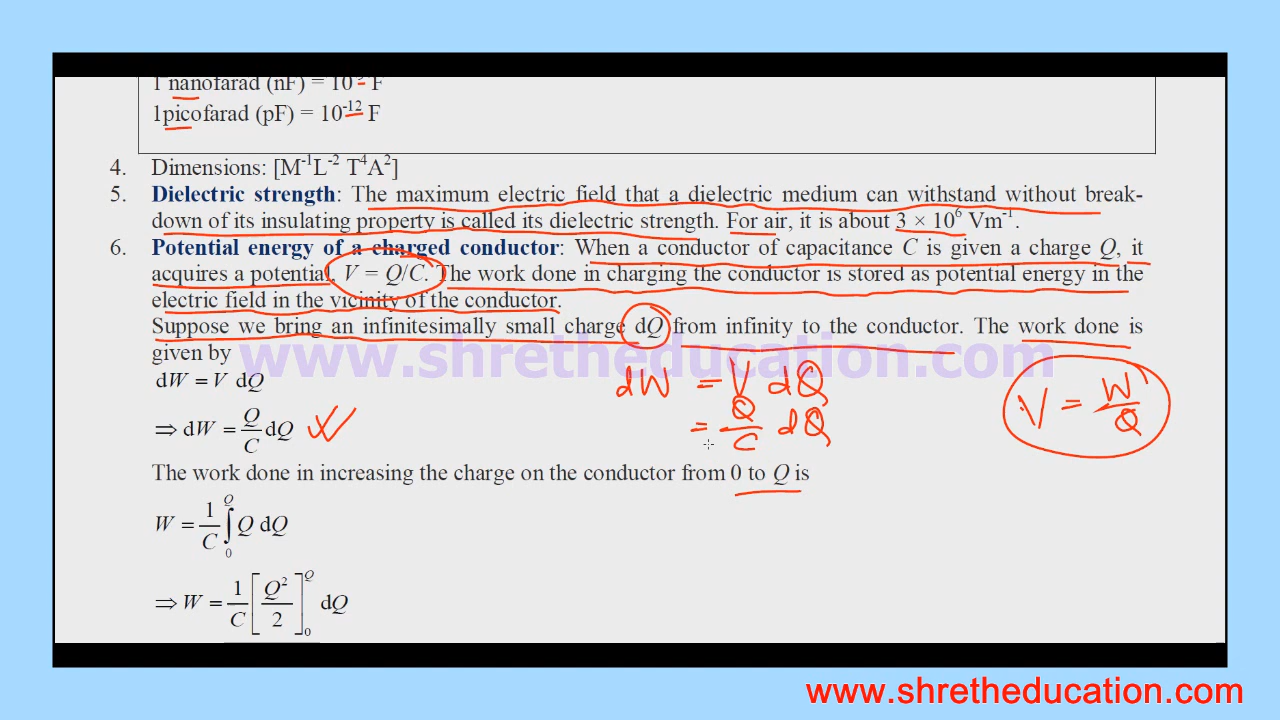 1 nanofarad (nF) = 10⁻⁹ F
1picofarad (pF) = 10⁻¹² F
4. Dimensions: [M⁻¹L⁻² T⁴A²]
5. Dielectric strength: The maximum electric field that a dielectric medium can withstand without break-
down of its insulating property is called its dielectric strength. For air, it is about 3 × 10⁶ Vm⁻¹.
6. Potential energy of a charged conductor: When a conductor of capacitance C is given a charge Q, it
acquires a potential, V = Q/C. The work done in charging the conductor is stored as potential energy in the
electric field in the vicinity of the conductor.
Suppose we bring an infinitesimally small charge dQ from infinity to the conductor. The work done is
given by
www.shretheducation.com
dW = V dQ
dW = V dQ
V = W/Q
⇒ dW = Q/C dQ
= Q/C dQ
The work done in increasing the charge on the conductor from 0 to Q is
W = 1/C ∫₀Q Q dQ
⇒ W = 1/C [Q²/2]₀Q dQ
www.shretheducation.com